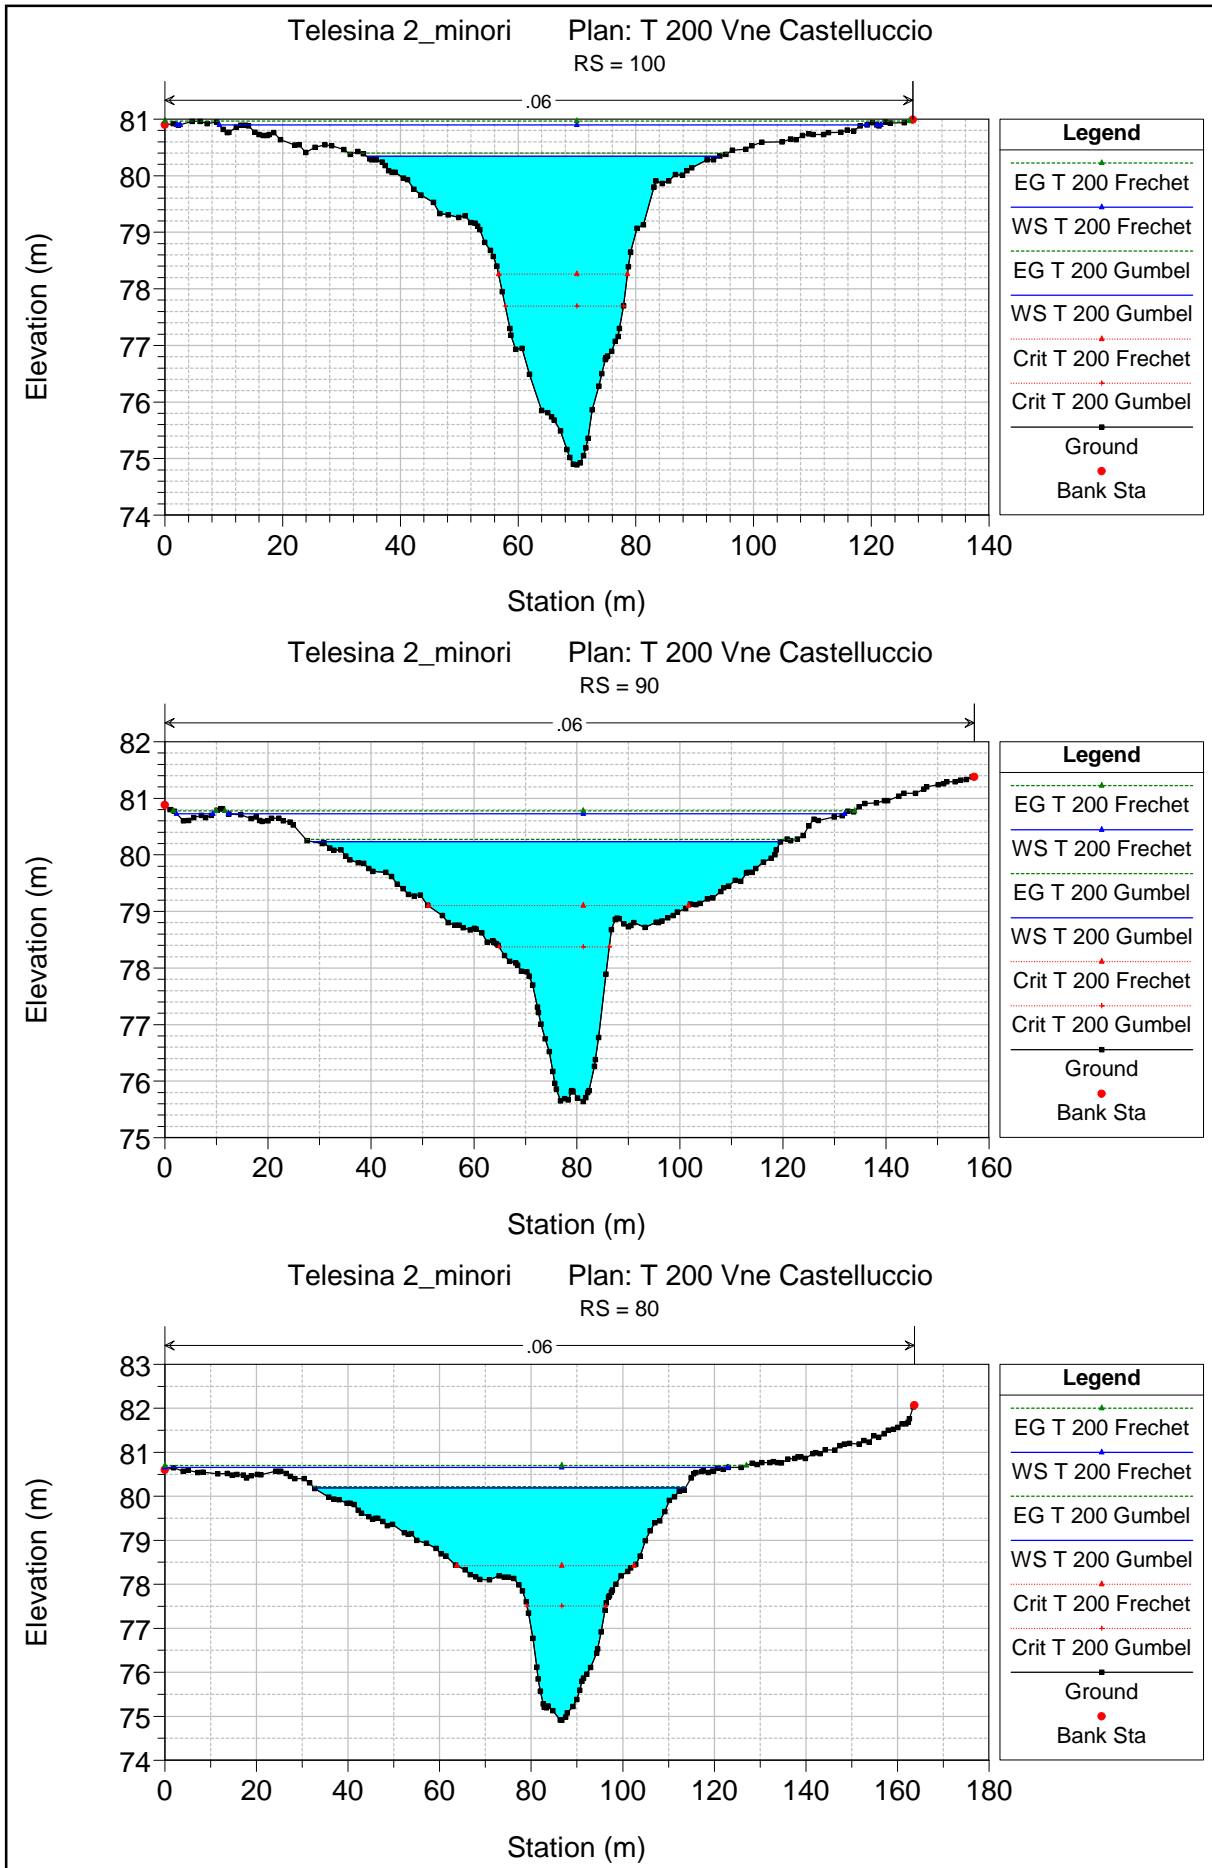 Telesina 2_minori Plan: T 200 Vne Castelluccio
RS = 100
.06
81
80
79
78
77
76
75
74
Elevation (m)
0 20 40 60 80 100 120 140
Station (m)
Legend
EG T 200 Frechet
WS T 200 Frechet
EG T 200 Gumbel
WS T 200 Gumbel
Crit T 200 Frechet
Crit T 200 Gumbel
Ground
Bank Sta
Telesina 2_minori Plan: T 200 Vne Castelluccio
RS = 90
.06
82
81
80
79
78
77
76
75
Elevation (m)
0 20 40 60 80 100 120 140 160
Station (m)
Legend
EG T 200 Frechet
WS T 200 Frechet
EG T 200 Gumbel
WS T 200 Gumbel
Crit T 200 Frechet
Crit T 200 Gumbel
Ground
Bank Sta
Telesina 2_minori Plan: T 200 Vne Castelluccio
RS = 80
.06
83
82
81
80
79
78
77
76
75
74
Elevation (m)
0 20 40 60 80 100 120 140 160 180
Station (m)
Legend
EG T 200 Frechet
WS T 200 Frechet
EG T 200 Gumbel
WS T 200 Gumbel
Crit T 200 Frechet
Crit T 200 Gumbel
Ground
Bank Sta